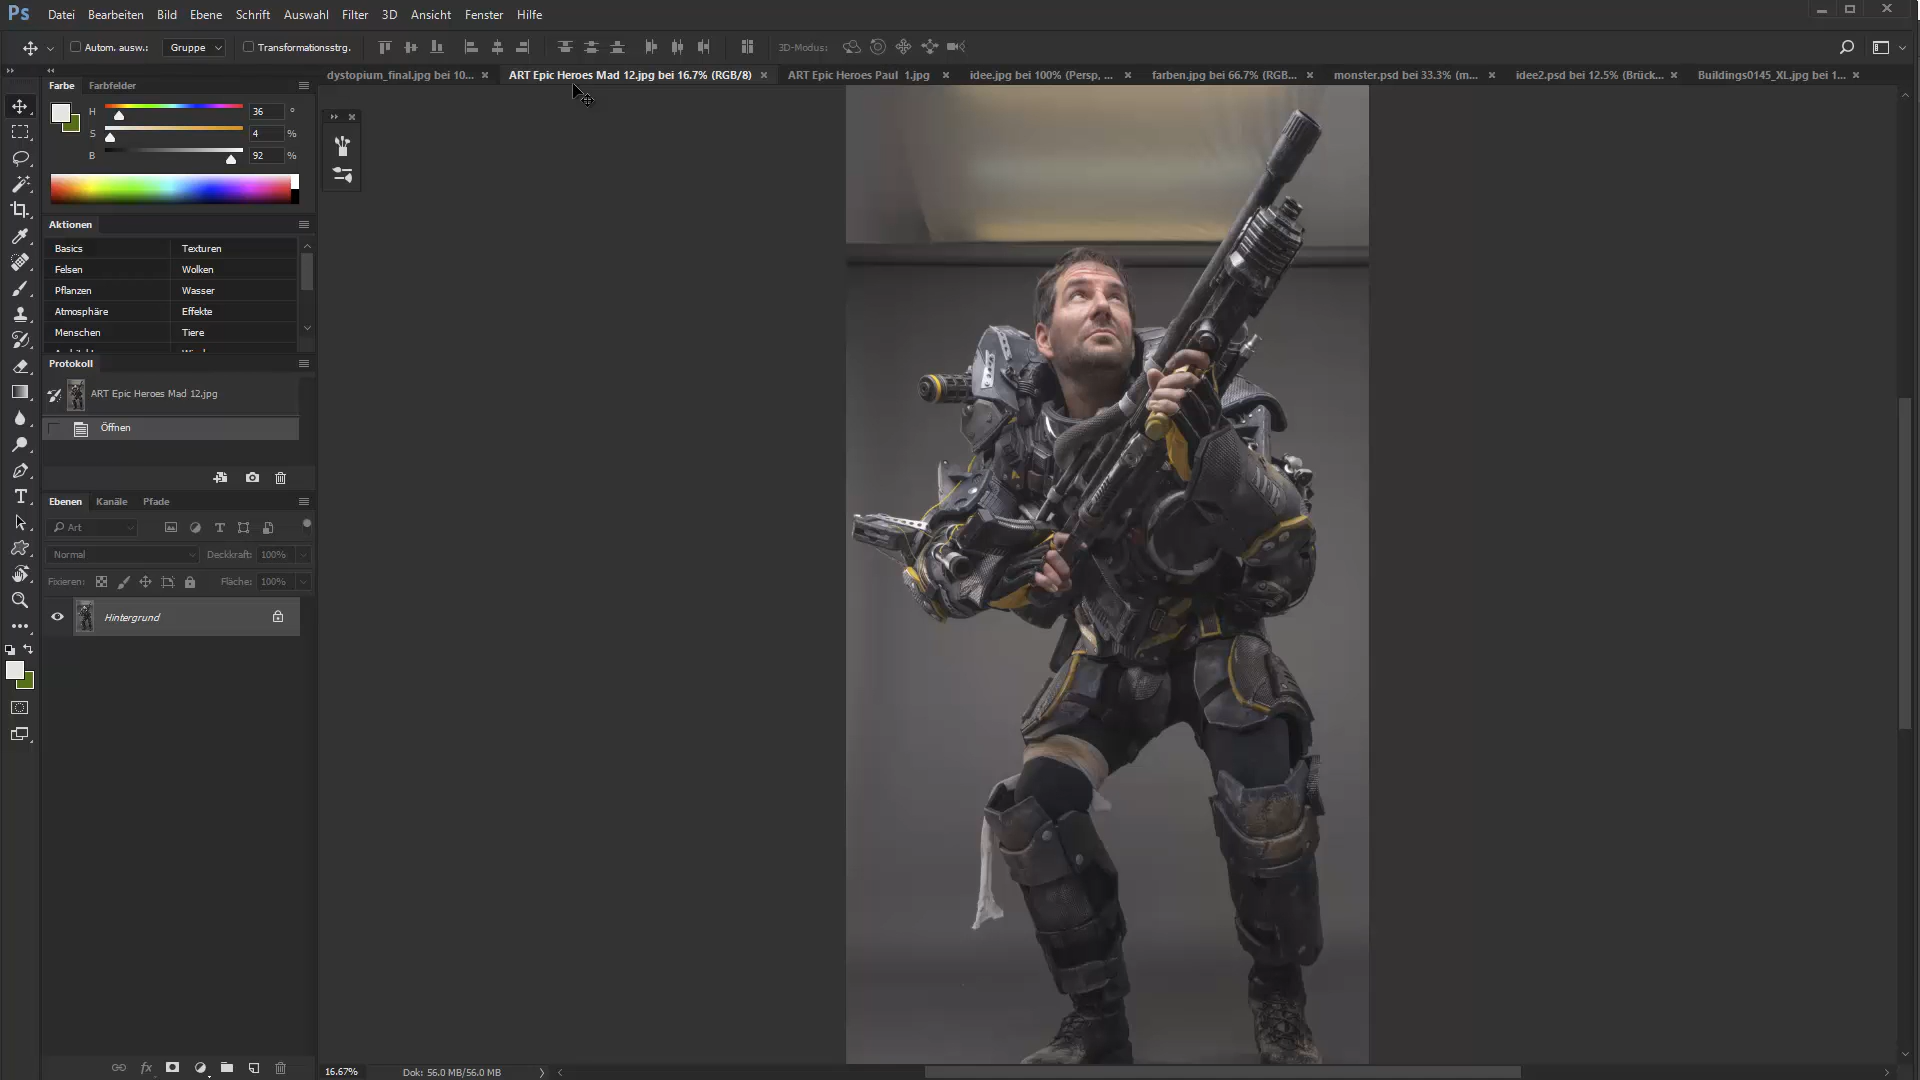 Ps Datei Bearbeiten Bild Ebene Schrift Auswahl Filter 3D Ansicht Fenster Hilfe
Autom. ausw.: Gruppe Transformationsstrg. 3D-Modus:
dystopium_final.jpg bei 10... ART Epic Heroes Mad 12.jpg bei 16.7% (RGB/8) ART Epic Heroes Paul 1.jpg idee.jpg bei 100% (Persp, ... farben.jpg bei 66.7% (RGB... monster.psd bei 33.3% (m... idee2.psd bei 12.5% (Brück... Buildings0145_XL.jpg bei 1...
Farbe Farbfelder
H 36 °
S 4 %
B 92 %
Aktionen
Basics Texturen
Felsen Wolken
Pflanzen Wasser
Atmosphäre Effekte
Menschen Tiere
Protokoll
ART Epic Heroes Mad 12.jpg
Öffnen
Ebenen Kanäle Pfade
Art
Normal Deckkraft: 100%
Fixieren: Fläche: 100%
Hintergrund
16.67% Dok: 56.0 MB/56.0 MB